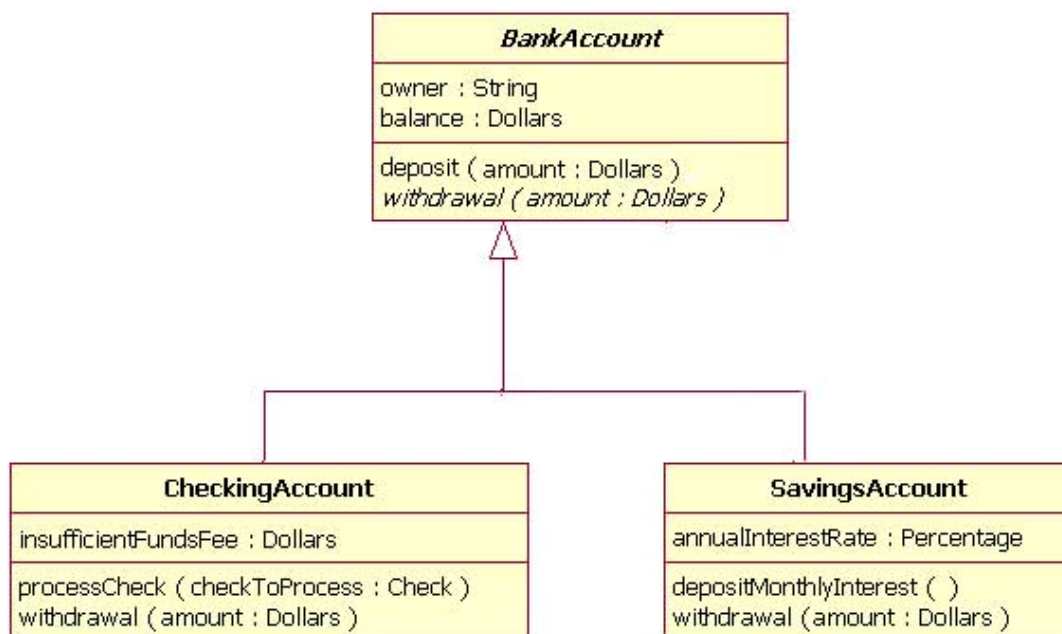 BankAccount
owner : String
balance : Dollars
deposit ( amount : Dollars )
withdrawal ( amount : Dollars )
CheckingAccount
insufficientFundsFee : Dollars
processCheck ( checkToProcess : Check )
withdrawal ( amount : Dollars )
SavingsAccount
annualInterestRate : Percentage
depositMonthlyInterest ( )
withdrawal ( amount : Dollars )